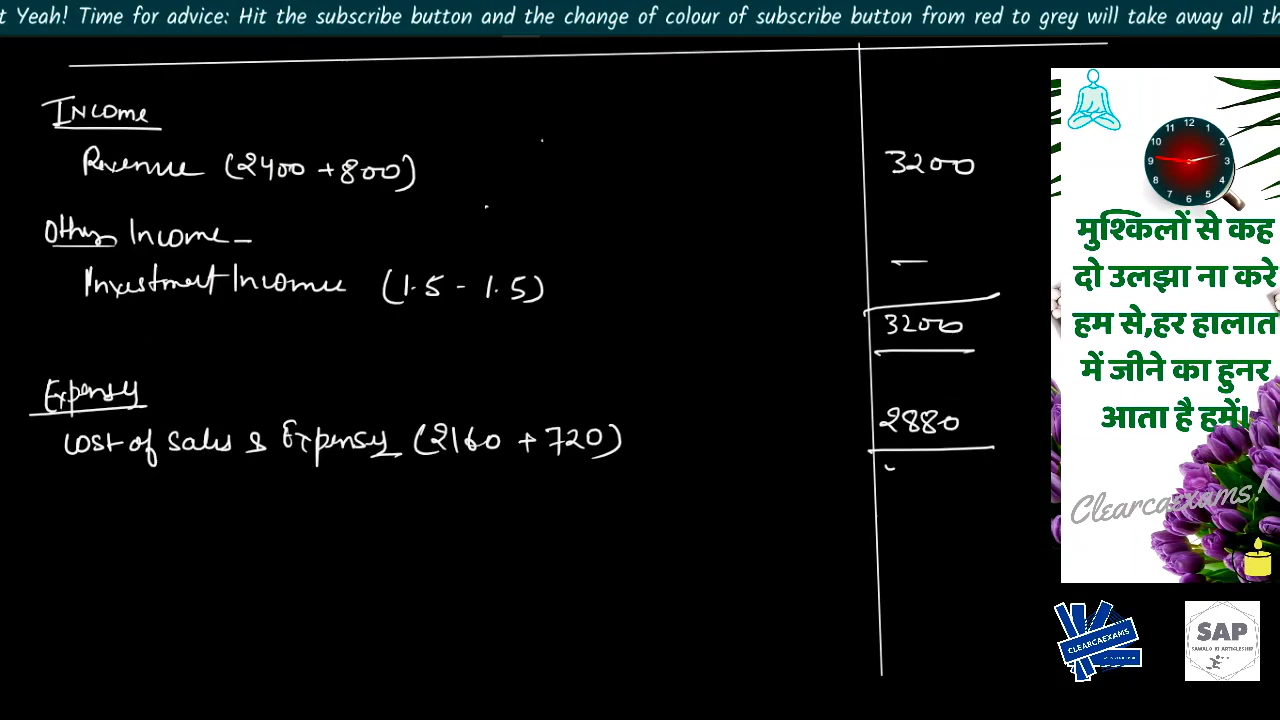 t Yeah! Time for advice: Hit the subscribe button and the change of colour of subscribe button from red to grey will take away all th
Income
Revenue (2400 + 800) 3200
Other Income -
Investment Income (1.5 - 1.5) —
3200
Expenses
Cost of Sales & Expenses (2160 + 720) 2880
मुश्किलों से कह
दो उलझा ना करे
हम से,हर हालात
में जीने का हुनर
आता है हमें।
Clearcaexams!
CLEARCAEXAMS
SAP
SAWALO KI ARTICLESHIP